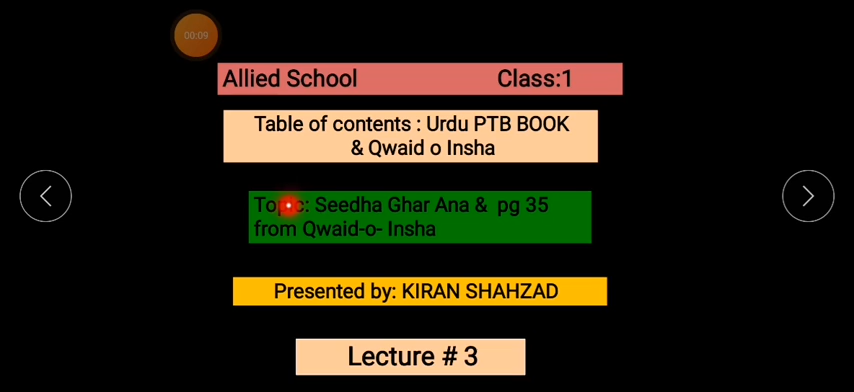 00:09
Allied School Class:1
Table of contents : Urdu PTB BOOK
& Qwaid o Insha
Topic: Seedha Ghar Ana & pg 35
from Qwaid-o- Insha
Presented by: KIRAN SHAHZAD
Lecture # 3